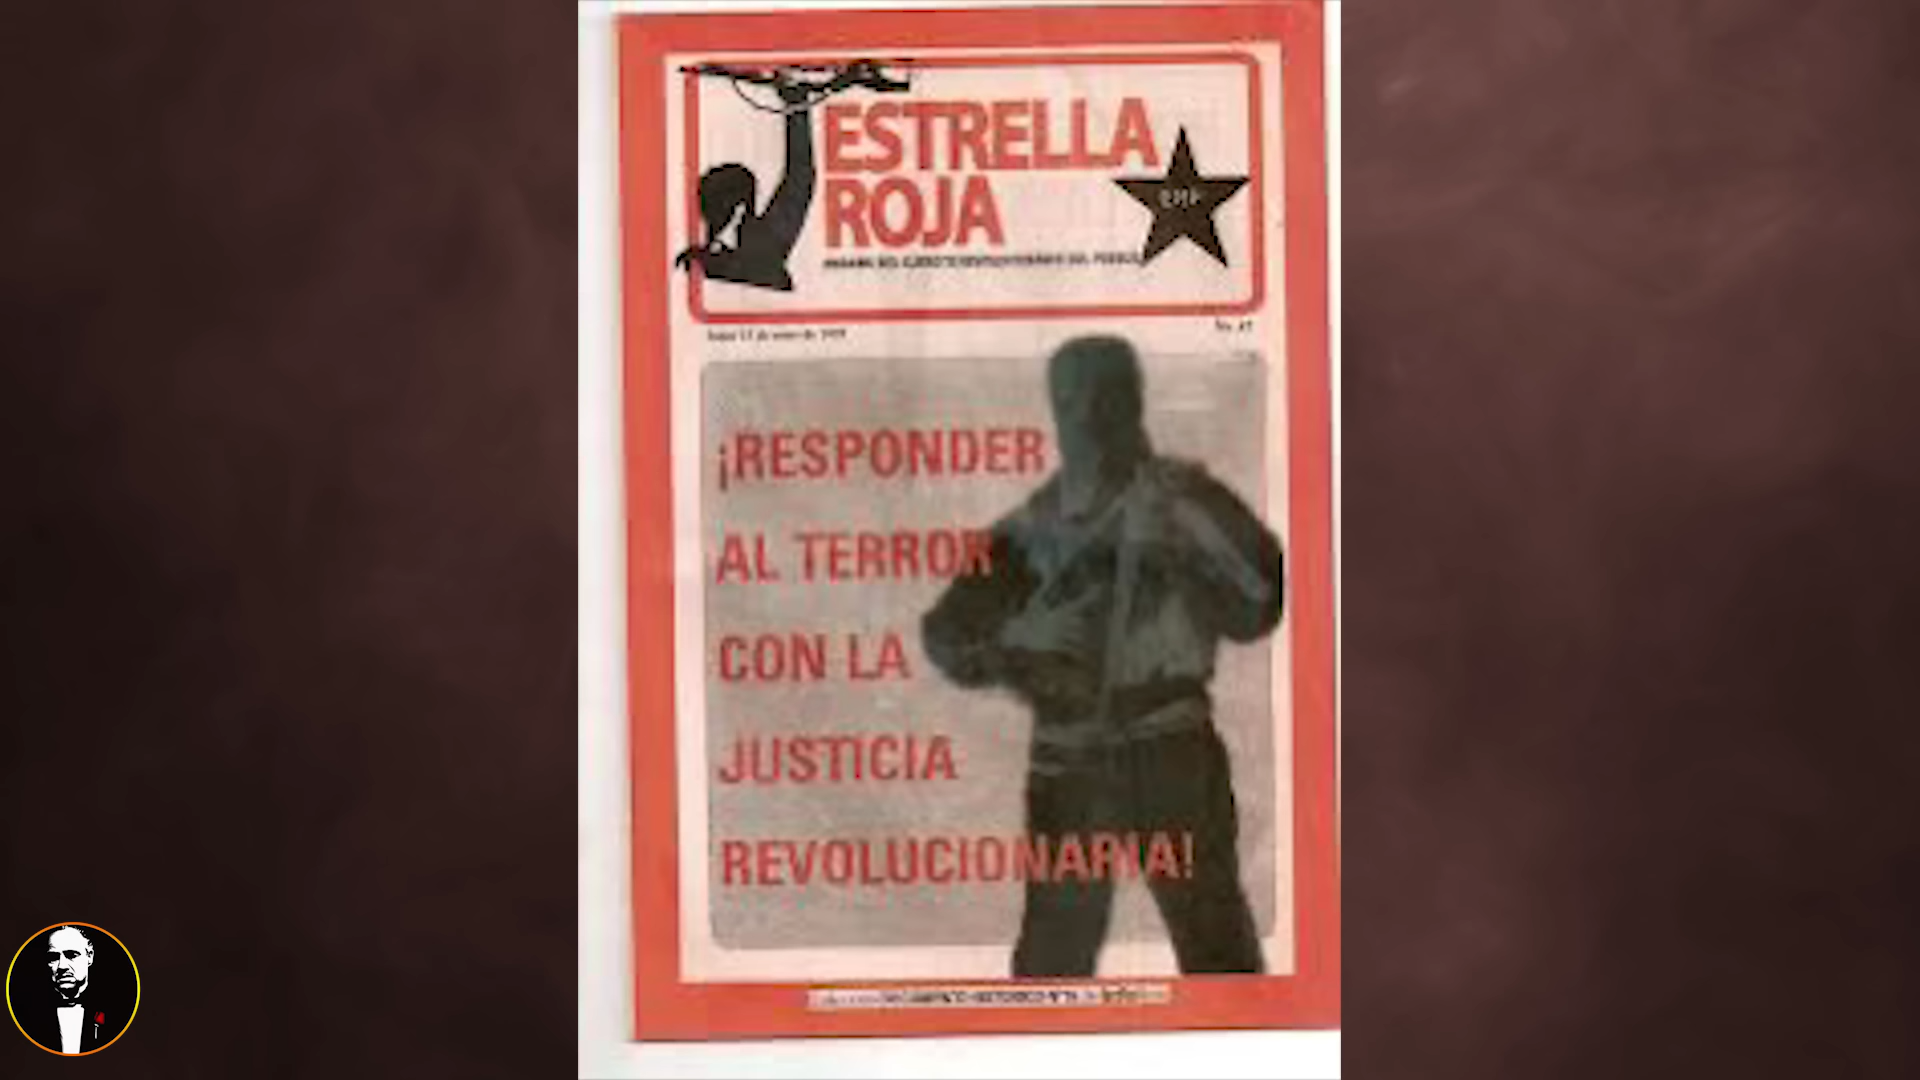 ESTRELLA
ROJA
ERP
¡RESPONDER
AL TERROR
CON LA
JUSTICIA
REVOLUCIONARIA!